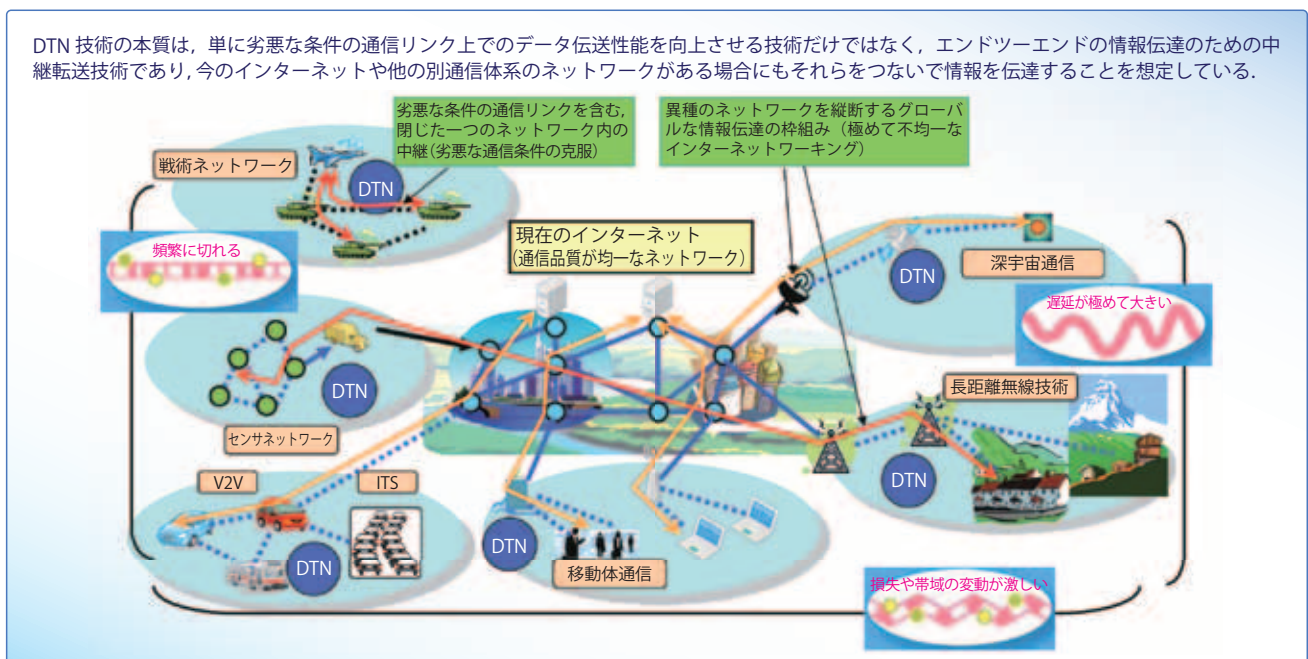 DTN 技術の本質は，単に劣悪な条件の通信リンク上でのデータ伝送性能を向上させる技術だけではなく，エンドツーエンドの情報伝達のための中
継転送技術であり，今のインターネットや他の別通信体系のネットワークがある場合にもそれらをつないで情報を伝達することを想定している．
劣悪な条件の通信リンクを含む，
閉じた一つのネットワーク内の
中継（劣悪な通信条件の克服）
異種のネットワークを縦断するグローバ
ルな情報伝達の枠組み（極めて不均一な
インターネットワーキング）
戦術ネットワーク
DTN
頻繁に切れる
現在のインターネット
（通信品質が均一なネットワーク）
DTN
深宇宙通信
遅延が極めて大きい
DTN
センサネットワーク
長距離無線技術
DTN
V2V
ITS
DTN
DTN
移動体通信
損失や帯域の変動が激しい